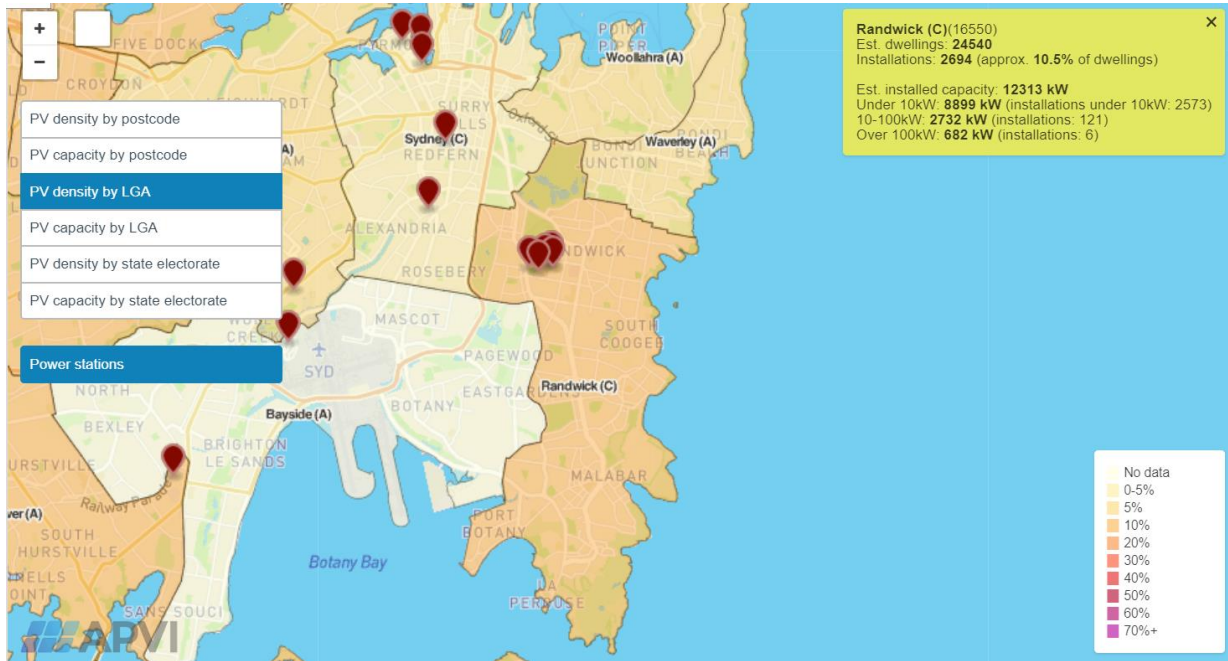 +
−
PV density by postcode
PV capacity by postcode
PV density by LGA
PV capacity by LGA
PV density by state electorate
PV capacity by state electorate
Power stations
Randwick (C)(16550)
×
Est. dwellings: 24540
Installations: 2694 (approx. 10.5% of dwellings)
Est. installed capacity: 12313 kW
Under 10kW: 8899 kW (installations under 10kW: 2573)
10-100kW: 2732 kW (installations: 121)
Over 100kW: 682 kW (installations: 6)
FIVE DOCK
POINT
PIPER
Woollahra (A)
CROYDON
SURRY
Sydney (C)
REDFERN
Oxford
Waverley (A)
BONDI
JUNCTION
ALEXANDRIA
ROSEBERY
MASCOT
CREEK
SYD
SOUTH
COOGEE
PAGEWOOD
Randwick (C)
NORTH
BEXLEY
BOTANY
Bayside (A)
BRIGHTON
LE SANDS
MALABAR
Railway Parade
SOUTH
HURSTVILLE
PORT
BOTANY
Botany Bay
LA
PEROUSE
SANS SOUCI
APVI
No data
0-5%
5%
10%
20%
30%
40%
50%
60%
70%+